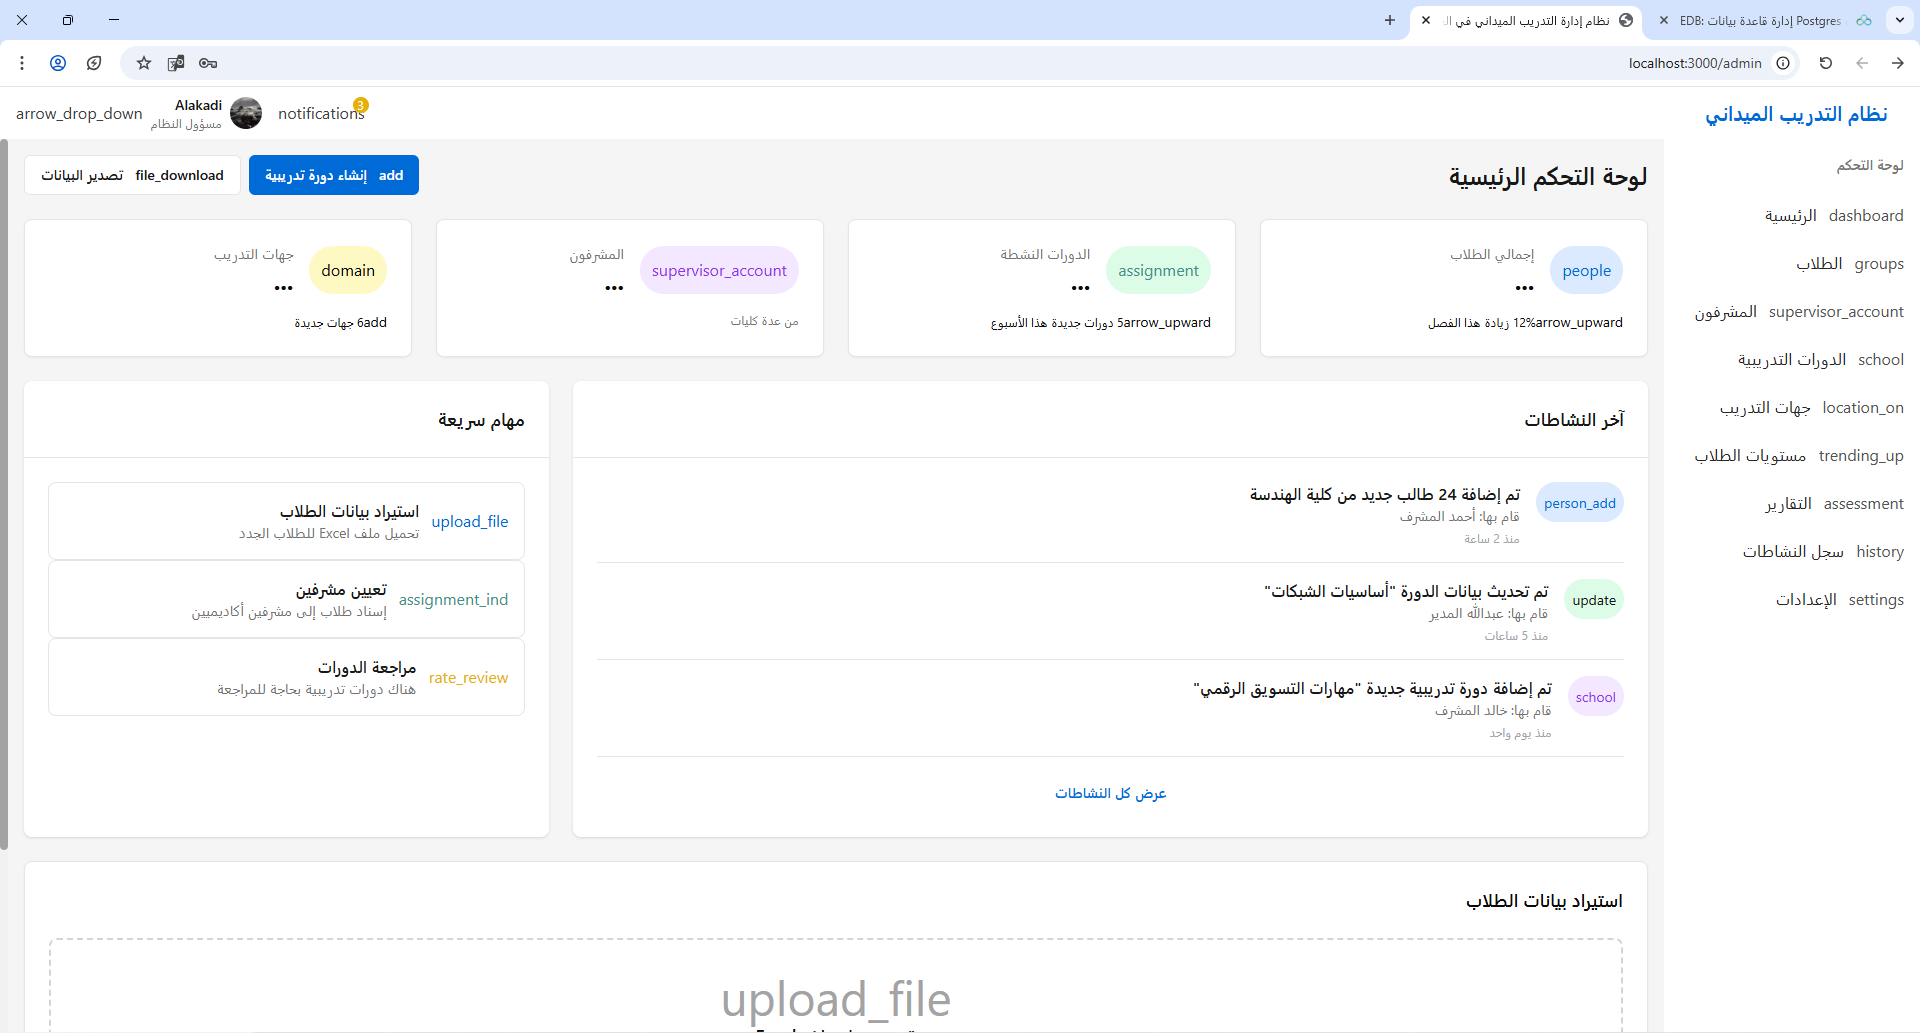 نظام إدارة التدريب الميداني في ال
EDB: إدارة قاعدة بيانات Postgres
localhost:3000/admin
نظام التدريب الميداني
notifications
3
Alakadi
مسؤول النظام
arrow_drop_down
لوحة التحكم
dashboard الرئيسية
groups الطلاب
supervisor_account المشرفون
school الدورات التدريبية
location_on جهات التدريب
trending_up مستويات الطلاب
assessment التقارير
history سجل النشاطات
settings الإعدادات
لوحة التحكم الرئيسية
add إنشاء دورة تدريبية
file_download تصدير البيانات
people
إجمالي الطلاب
...
arrow_upward12% زيادة هذا الفصل
assignment
الدورات النشطة
...
arrow_upward5 دورات جديدة هذا الأسبوع
supervisor_account
المشرفون
...
من عدة كليات
domain
جهات التدريب
...
add6 جهات جديدة
آخر النشاطات
person_add
تم إضافة 24 طالب جديد من كلية الهندسة
قام بها: أحمد المشرف
منذ 2 ساعة
update
تم تحديث بيانات الدورة "أساسيات الشبكات"
قام بها: عبدالله المدير
منذ 5 ساعات
school
تم إضافة دورة تدريبية جديدة "مهارات التسويق الرقمي"
قام بها: خالد المشرف
منذ يوم واحد
عرض كل النشاطات
مهام سريعة
upload_file
استيراد بيانات الطلاب
تحميل ملف Excel للطلاب الجدد
assignment_ind
تعيين مشرفين
إسناد طلاب إلى مشرفين أكاديميين
rate_review
مراجعة الدورات
هناك دورات تدريبية بحاجة للمراجعة
استيراد بيانات الطلاب
upload_file